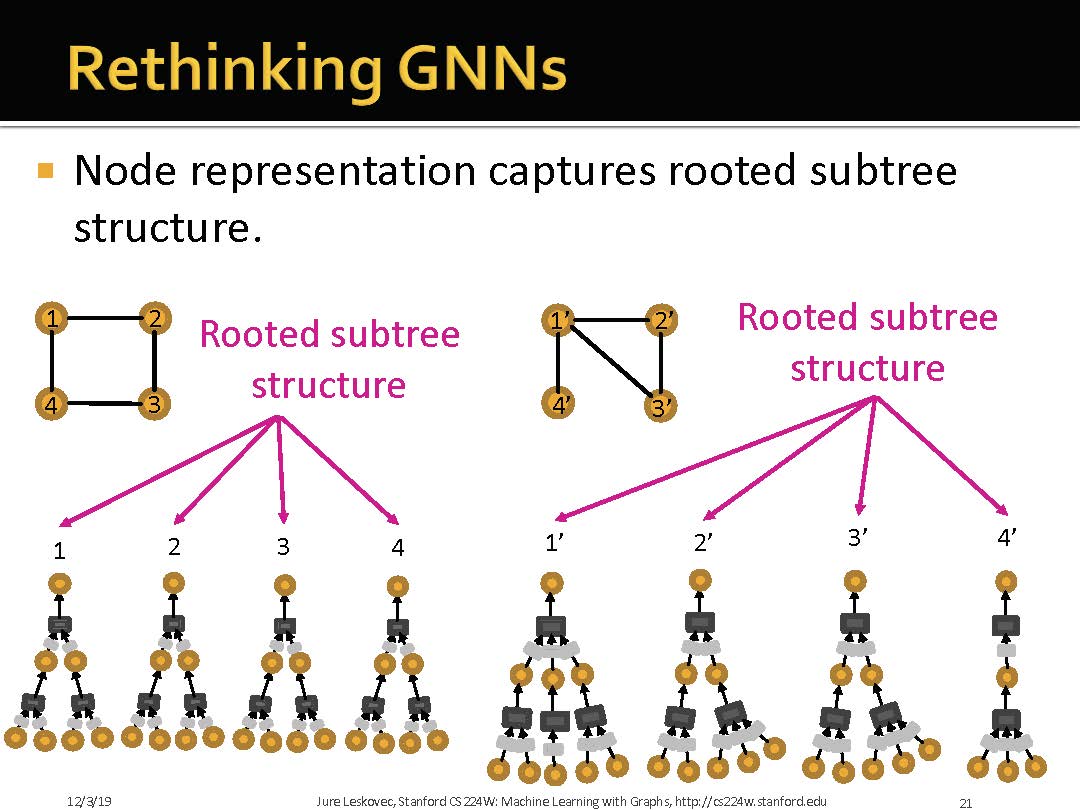 Rethinking GNNs
Node representation captures rooted subtree
structure.
1 2
4 3
Rooted subtree
structure
1’ 2’
4’ 3’
Rooted subtree
structure
1 2 3 4 1’ 2’ 3’ 4’
12/3/19 Jure Leskovec, Stanford CS224W: Machine Learning with Graphs, http://cs224w.stanford.edu 21